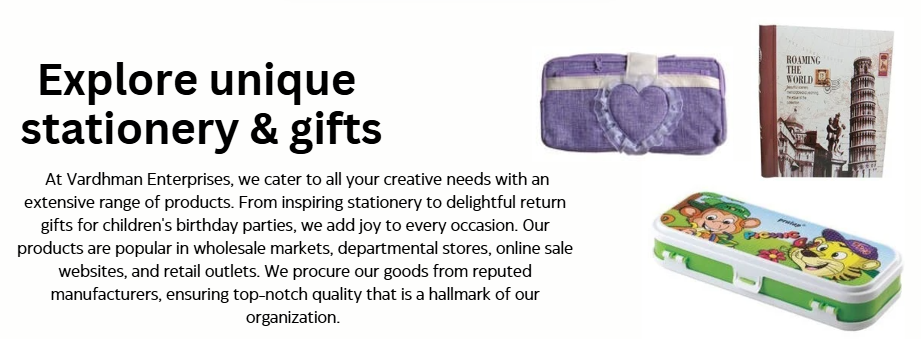 Explore unique
stationery & gifts
At Vardhman Enterprises, we cater to all your creative needs with an
extensive range of products. From inspiring stationery to delightful return
gifts for children's birthday parties, we add joy to every occasion. Our
products are popular in wholesale markets, departmental stores, online sale
websites, and retail outlets. We procure our goods from reputed
manufacturers, ensuring top-notch quality that is a hallmark of our
organization.
ROAMING
THE
WORLD